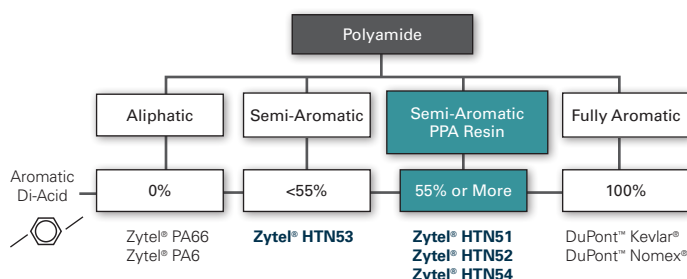 Polyamide
Aliphatic
Semi-Aromatic
Semi-Aromatic
PPA Resin
Fully Aromatic
Aromatic
Di-Acid
0%
<55%
55% or More
100%
Zytel® PA66
Zytel® PA6
Zytel® HTN53
Zytel® HTN51
Zytel® HTN52
Zytel® HTN54
DuPont™ Kevlar®
DuPont™ Nomex®